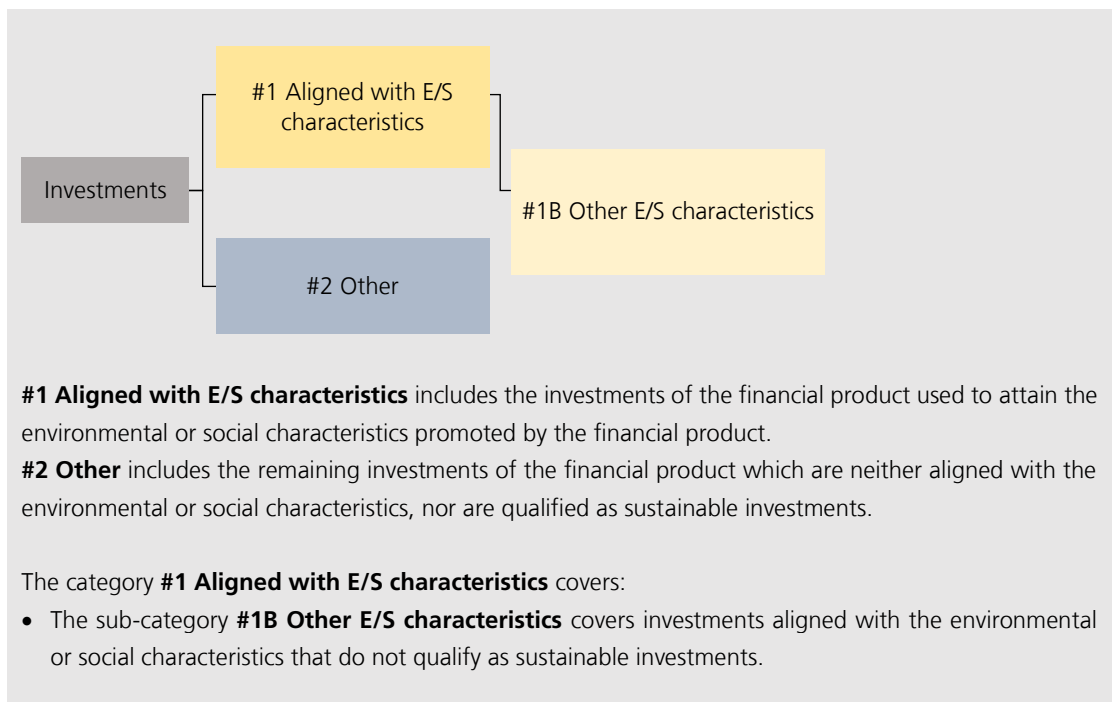 #1 Aligned with E/S
characteristics
Investments
#1B Other E/S characteristics
#2 Other
#1 Aligned with E/S characteristics includes the investments of the financial product used to attain the
environmental or social characteristics promoted by the financial product.
#2 Other includes the remaining investments of the financial product which are neither aligned with the
environmental or social characteristics, nor are qualified as sustainable investments.
The category #1 Aligned with E/S characteristics covers:
• The sub-category #1B Other E/S characteristics covers investments aligned with the environmental
or social characteristics that do not qualify as sustainable investments.